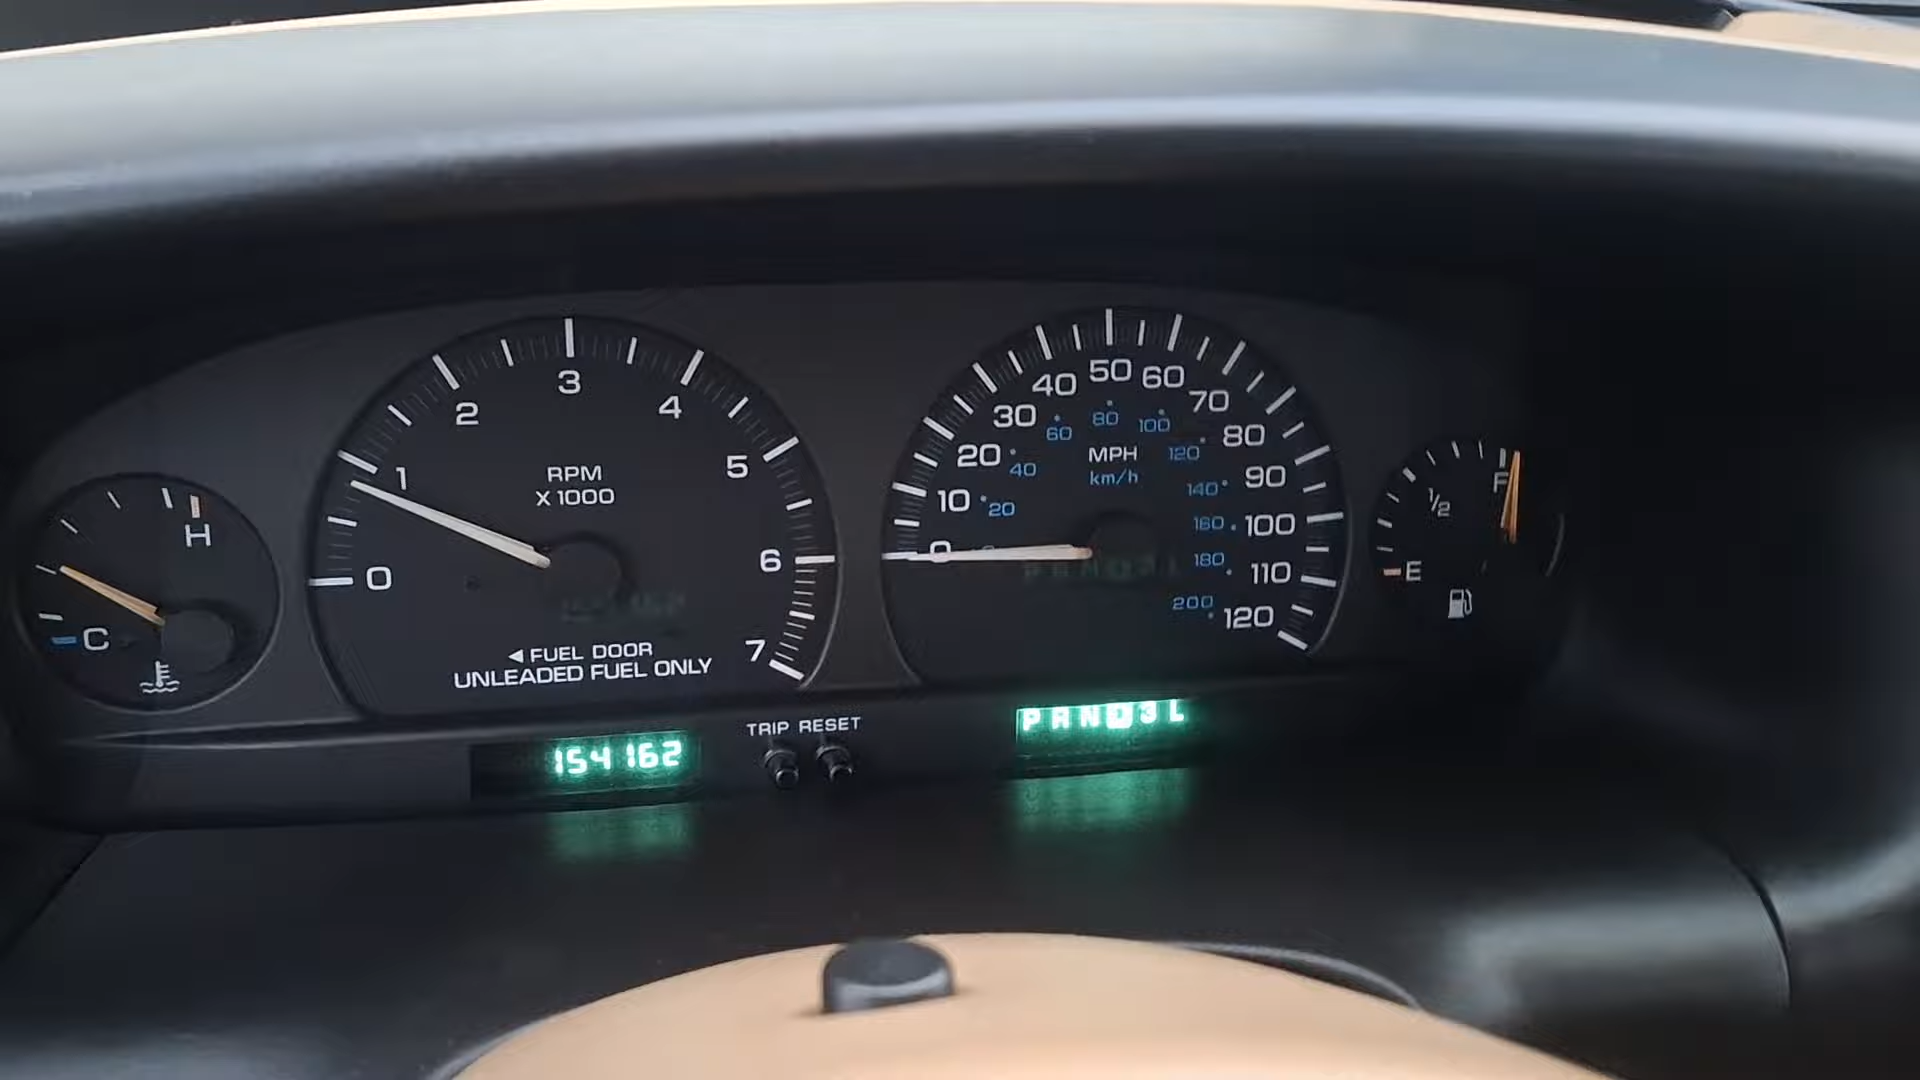 H
C
0
1
2
3
4
5
6
7
RPM
X 1000
◀ FUEL DOOR
UNLEADED FUEL ONLY
0
10
20
30
40
50
60
70
80
90
100
110
120
20
40
60
80
100
120
140
160
180
200
MPH
km/h
F
1/2
E
TRIP RESET
154162
P R N D 3 L